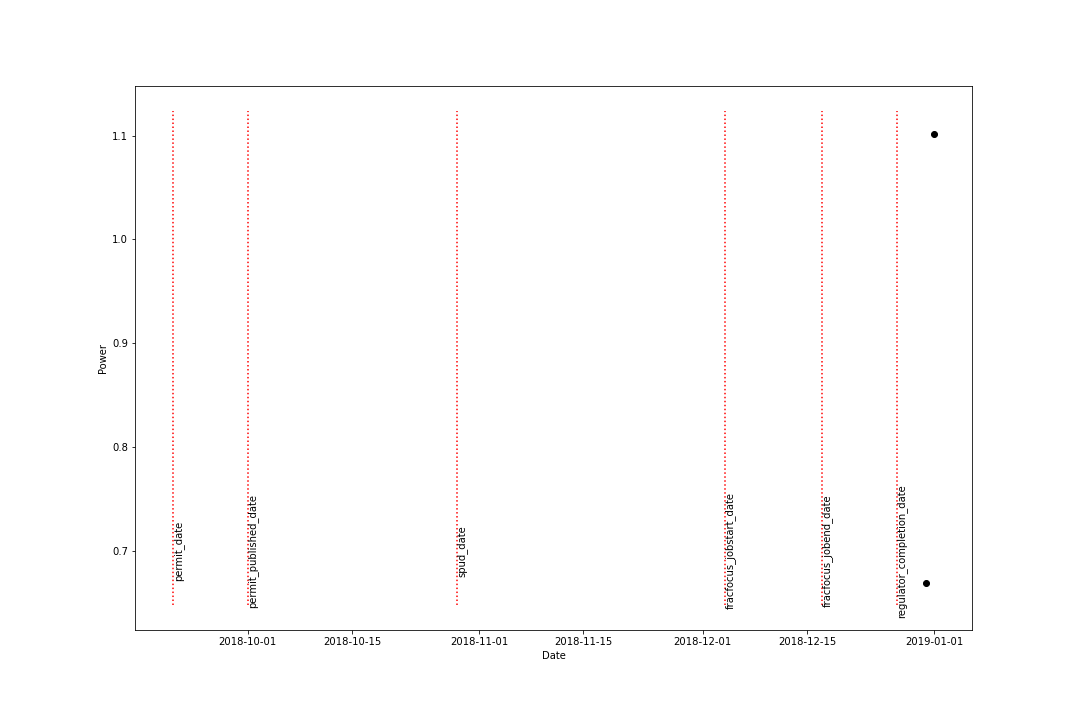 1.1
1.0
0.9
0.8
0.7
Power
permit_date
permit_published_date
spud_date
fracfocus_jobstart_date
fracfocus_jobend_date
regulator_completion_date
2018-10-01
2018-10-15
2018-11-01
2018-11-15
2018-12-01
2018-12-15
2019-01-01
Date